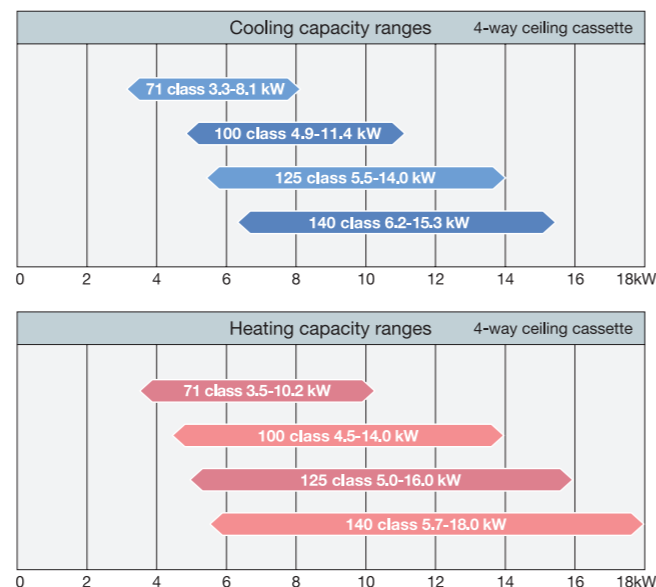 Cooling capacity ranges 4-way ceiling cassette
71 class 3.3-8.1 kW
100 class 4.9-11.4 kW
125 class 5.5-14.0 kW
140 class 6.2-15.3 kW
0 2 4 6 8 10 12 14 16 18kW
Heating capacity ranges 4-way ceiling cassette
71 class 3.5-10.2 kW
100 class 4.5-14.0 kW
125 class 5.0-16.0 kW
140 class 5.7-18.0 kW
0 2 4 6 8 10 12 14 16 18kW